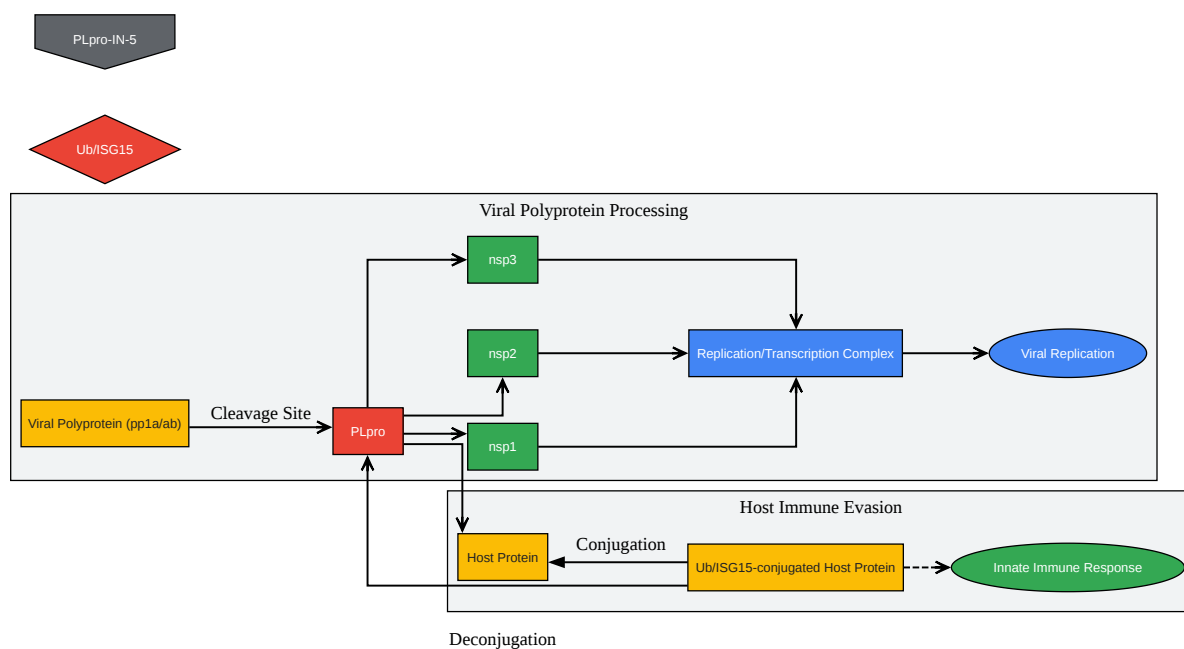 PLpro-IN-5
Ub/ISG15
Viral Polyprotein Processing
nsp3
nsp2
Replication/Transcription Complex
Viral Replication
Viral Polyprotein (pp1a/ab)
Cleavage Site
PLpro
nsp1
Host Immune Evasion
Host Protein
Conjugation
Ub/ISG15-conjugated Host Protein
Innate Immune Response
Deconjugation